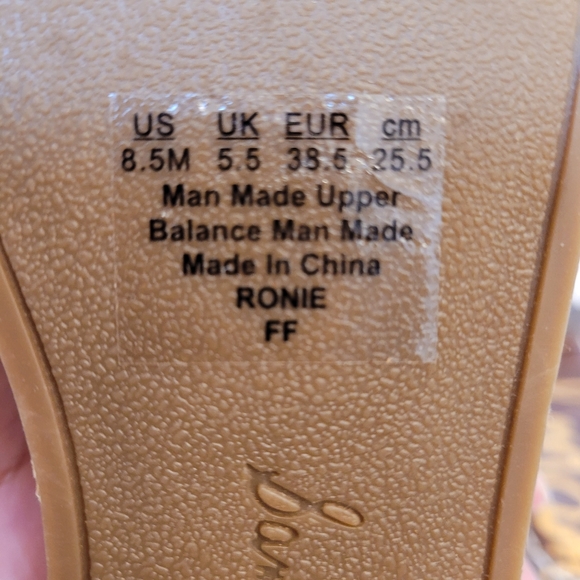 US UK EUR cm
8.5M 5.5 38.5 25.5
Man Made Upper
Balance Man Made
Made In China
RONIE
FF